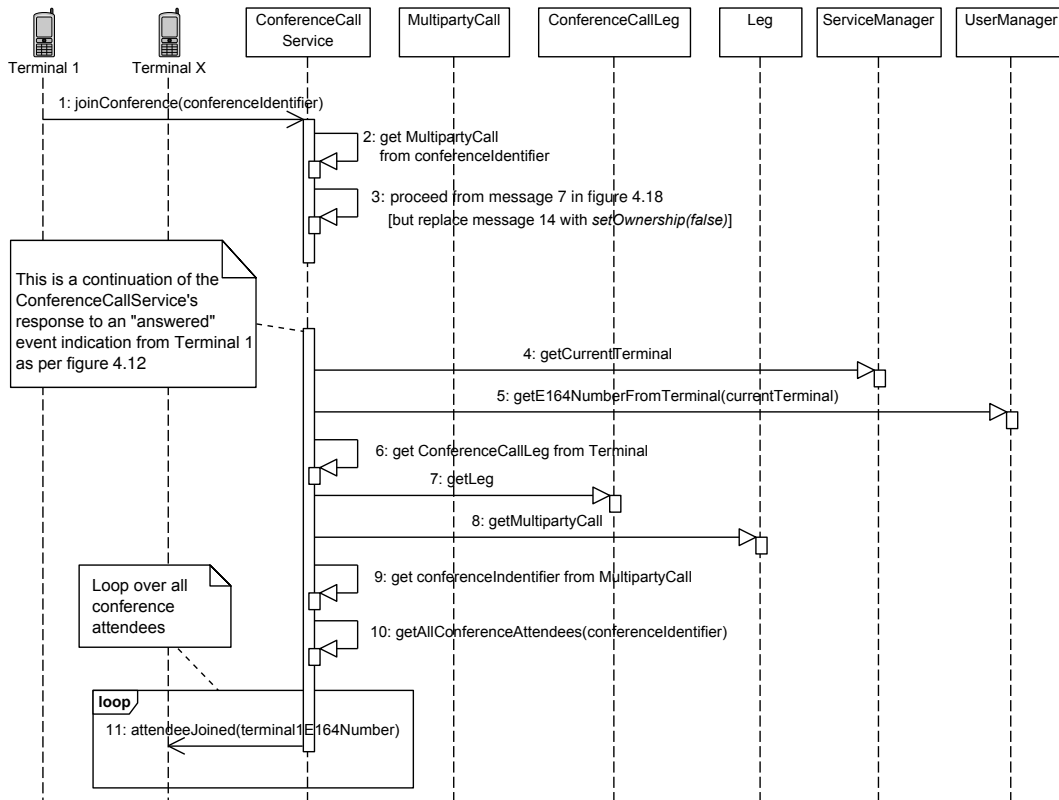 Terminal 1
Terminal X
ConferenceCall
Service
MultipartyCall
ConferenceCallLeg
Leg
ServiceManager
UserManager
1: joinConference(conferenceIdentifier)
2: get MultipartyCall
from conferenceIdentifier
3: proceed from message 7 in figure 4.18
[but replace message 14 with setOwnership(false)]
This is a continuation of the
ConferenceCallService's
response to an "answered"
event indication from Terminal 1
as per figure 4.12
4: getCurrentTerminal
5: getE164NumberFromTerminal(currentTerminal)
6: get ConferenceCallLeg from Terminal
7: getLeg
8: getMultipartyCall
9: get conferenceIndentifier from MultipartyCall
Loop over all
conference
attendees
10: getAllConferenceAttendees(conferenceIdentifier)
loop
11: attendeeJoined(terminal1E164Number)